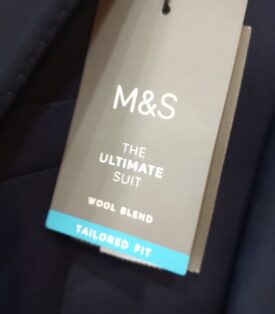 M&S
THE
ULTIMATE
SUIT
WOOL BLEND
TAILORED FIT